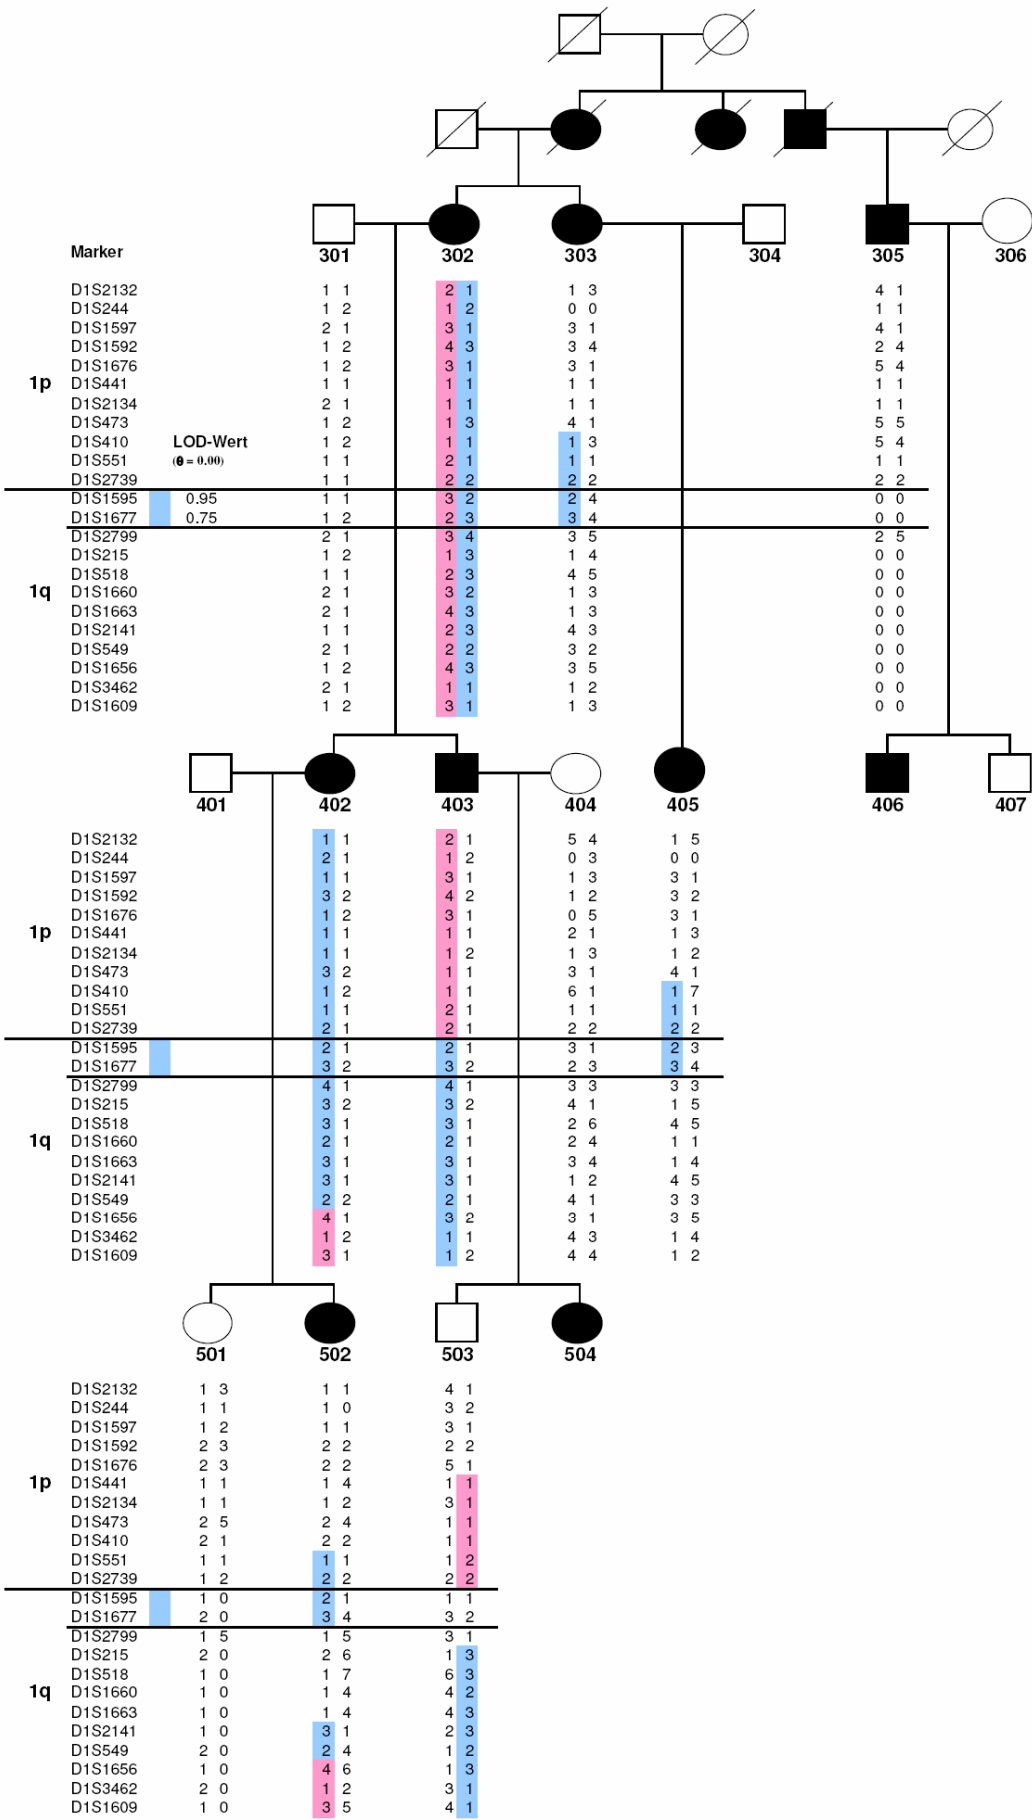 Marker 301 302 303 304 305 306
D1S2132 1 1 2 1 1 3 4 1
D1S244 1 2 1 2 0 0 1 1
D1S1597 2 1 3 1 3 1 4 1
D1S1592 1 2 4 3 3 4 2 4
D1S1676 1 2 3 1 3 1 5 4
1p D1S441 1 1 1 1 1 1 1 1
D1S2134 2 1 1 1 1 1 1 1
D1S473 1 2 1 3 4 1 5 5
D1S410 LOD-Wert 1 2 1 1 1 3 5 4
D1S551 (θ = 0.00) 1 1 2 1 1 1 1 1
D1S2739 1 1 2 2 2 2 2 2
D1S1595 0.95 1 1 3 2 2 4 0 0
D1S1677 0.75 1 2 2 3 3 4 0 0
D1S2799 2 1 3 4 3 5 2 5
D1S215 1 2 1 3 1 4 0 0
D1S518 1 1 2 3 4 5 0 0
1q D1S1660 2 1 3 2 1 3 0 0
D1S1663 2 1 4 3 1 3 0 0
D1S2141 1 1 2 3 4 3 0 0
D1S549 2 1 2 2 3 2 0 0
D1S1656 1 2 4 3 3 5 0 0
D1S3462 2 1 1 1 1 2 0 0
D1S1609 1 2 3 1 1 3 0 0
401 402 403 404 405 406 407
D1S2132 1 1 2 1 5 4 1 5
D1S244 2 1 1 2 0 3 0 0
D1S1597 1 1 3 1 1 3 3 1
D1S1592 3 2 4 2 1 2 3 2
D1S1676 1 2 3 1 0 5 3 1
1p D1S441 1 1 1 1 2 1 1 3
D1S2134 1 1 1 2 1 3 1 2
D1S473 3 2 1 1 3 1 4 1
D1S410 1 2 1 1 6 1 1 7
D1S551 1 1 2 1 1 1 1 1
D1S2739 2 1 2 1 2 2 2 2
D1S1595 2 1 2 1 3 1 2 3
D1S1677 3 2 3 2 2 3 3 4
D1S2799 4 1 4 1 3 3 3 3
D1S215 3 2 3 2 4 1 1 5
D1S518 3 1 3 1 2 6 4 5
1q D1S1660 2 1 2 1 2 4 1 1
D1S1663 3 1 3 1 3 4 1 4
D1S2141 3 1 3 1 1 2 4 5
D1S549 2 2 2 1 4 1 3 3
D1S1656 4 1 3 2 3 1 3 5
D1S3462 1 2 1 1 4 3 1 4
D1S1609 3 1 1 2 4 4 1 2
501 502 503 504
D1S2132 1 3 1 1 4 1
D1S244 1 1 1 0 3 2
D1S1597 1 2 1 1 3 1
D1S1592 2 3 2 2 2 2
D1S1676 2 3 2 2 5 1
1p D1S441 1 1 1 4 1 1
D1S2134 1 1 1 2 3 1
D1S473 2 5 2 4 1 1
D1S410 2 1 2 2 1 1
D1S551 1 1 1 1 1 2
D1S2739 1 2 2 2 2 2
D1S1595 1 0 2 1 1 1
D1S1677 2 0 3 4 3 2
D1S2799 1 5 1 5 3 1
D1S215 2 0 2 6 1 3
D1S518 1 0 1 7 6 3
1q D1S1660 1 0 1 4 4 2
D1S1663 1 0 1 4 4 3
D1S2141 1 0 3 1 2 3
D1S549 2 0 2 4 1 2
D1S1656 1 0 4 6 1 3
D1S3462 2 0 1 2 3 1
D1S1609 1 0 3 5 4 1